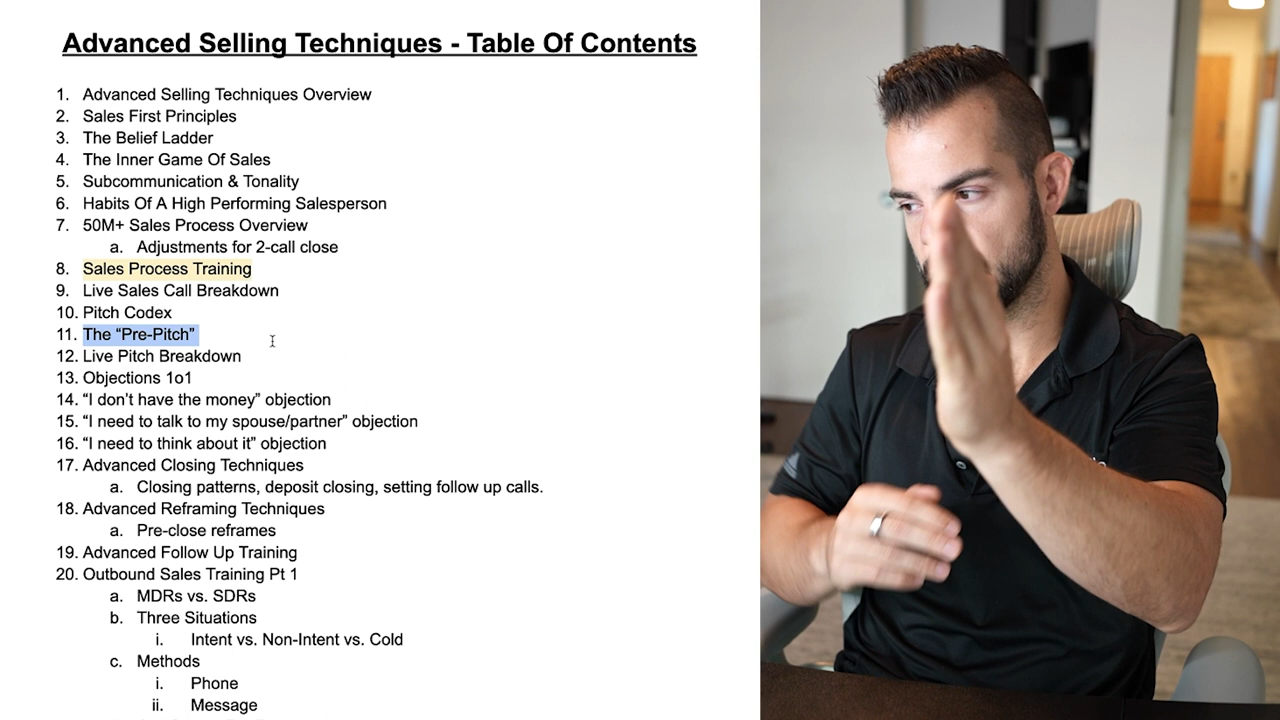 Advanced Selling Techniques - Table Of Contents
1. Advanced Selling Techniques Overview
2. Sales First Principles
3. The Belief Ladder
4. The Inner Game Of Sales
5. Subcommunication & Tonality
6. Habits Of A High Performing Salesperson
7. 50M+ Sales Process Overview
a. Adjustments for 2-call close
8. Sales Process Training
9. Live Sales Call Breakdown
10. Pitch Codex
11. The “Pre-Pitch”
12. Live Pitch Breakdown
13. Objections 1o1
14. “I don’t have the money” objection
15. “I need to talk to my spouse/partner” objection
16. “I need to think about it” objection
17. Advanced Closing Techniques
a. Closing patterns, deposit closing, setting follow up calls.
18. Advanced Reframing Techniques
a. Pre-close reframes
19. Advanced Follow Up Training
20. Outbound Sales Training Pt 1
a. MDRs vs. SDRs
b. Three Situations
i. Intent vs. Non-Intent vs. Cold
c. Methods
i. Phone
ii. Message